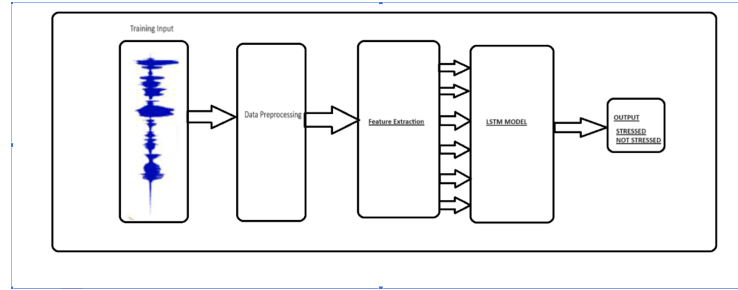 Training Input
Data Preprocessing
Feature Extraction
LSTM MODEL
OUTPUT
STRESSED
NOT STRESSED